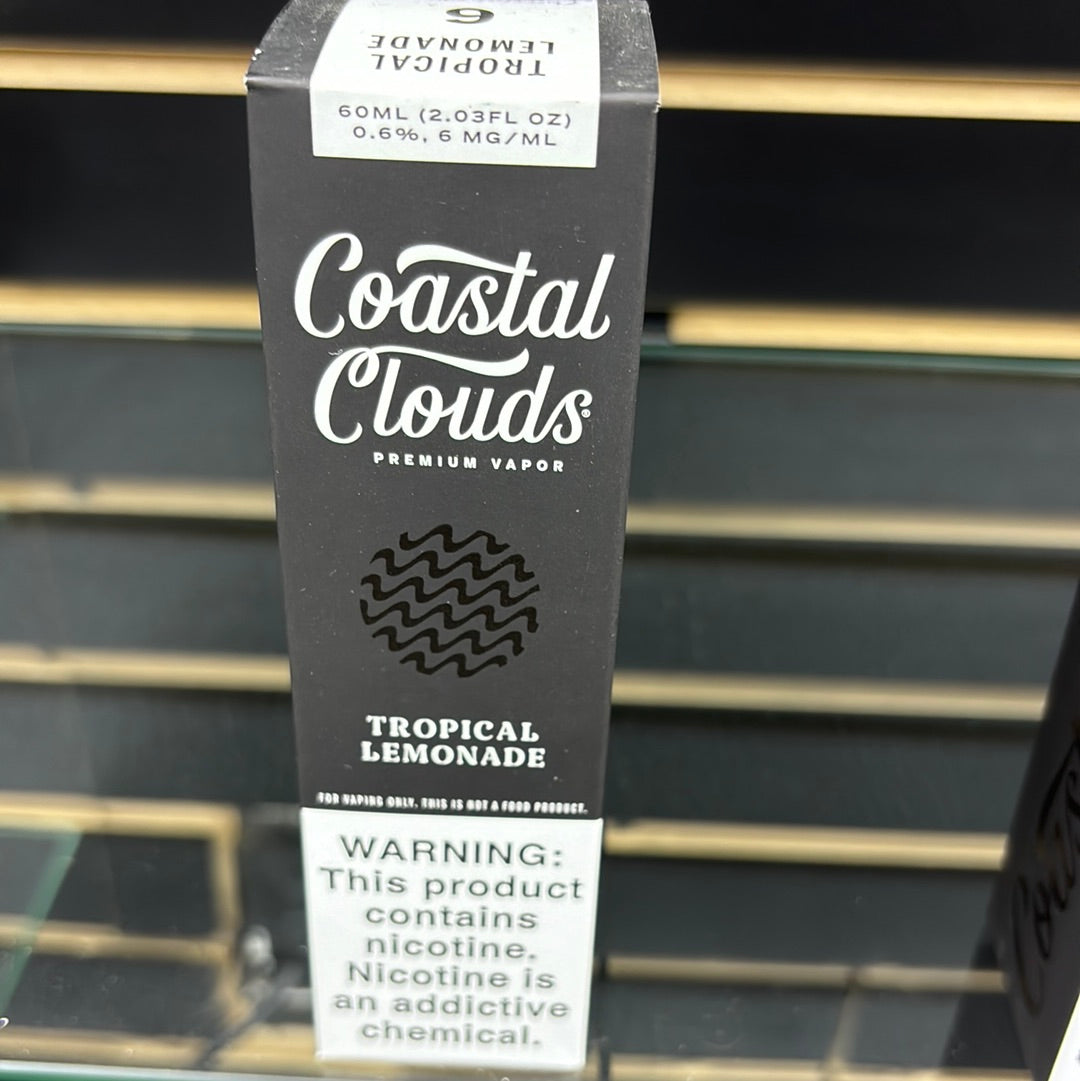 6
TROPICAL
LEMONADE
60ML (2.03FL OZ)
0.6%, 6 MG/ML
Coastal
Clouds®
PREMIUM VAPOR
TROPICAL
LEMONADE
FOR VAPING ONLY. THIS IS NOT A FOOD PRODUCT.
WARNING:
This product
contains
nicotine.
Nicotine is
an addictive
chemical.